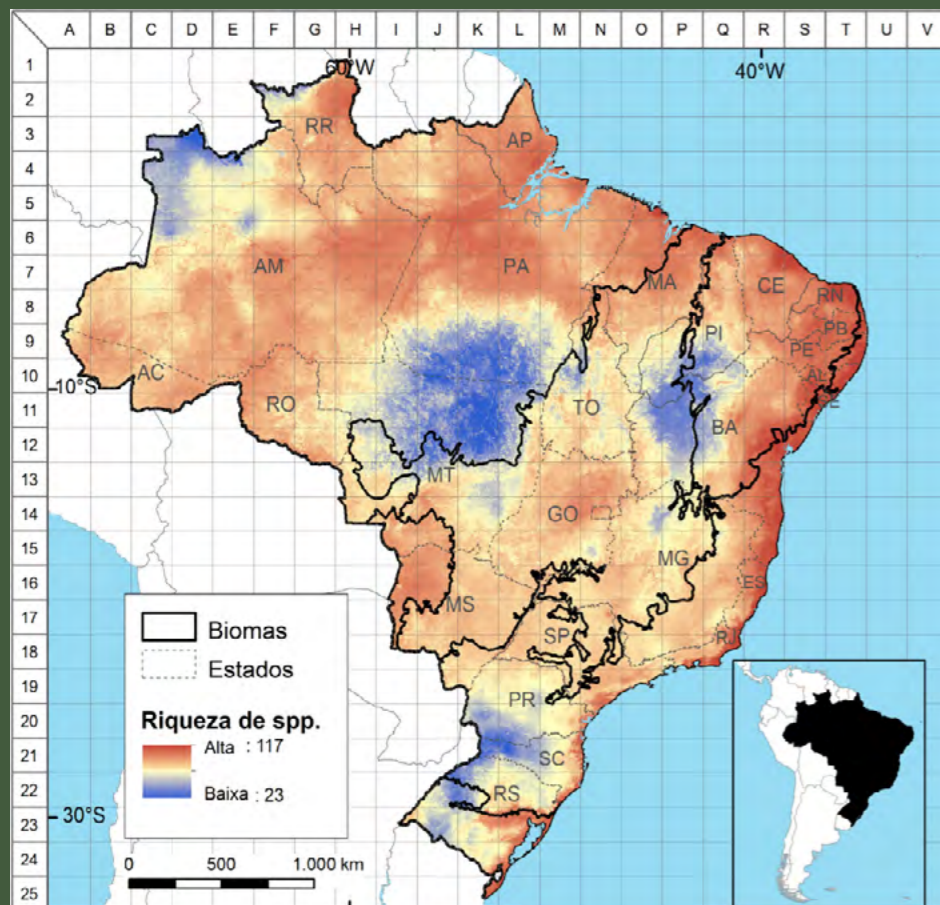 A B C D E F G H I J K L M N O P Q R S T U V
1
60°W
40°W
2
RR
3
AP
4
5
6
AM
PA
7
MA
CE
8
RN
PI
PB
9
PE
AC
AL
10
10°S
RO
TO
11
SE
BA
12
MT
13
14
GO
15
MG
16
ES
MS
17
SP
RJ
18
19
PR
20
21
SC
22
RS
23
30°S
24
25
Biomas
Estados
Riqueza de spp.
Alta : 117
Baixa : 23
0 500 1.000 km